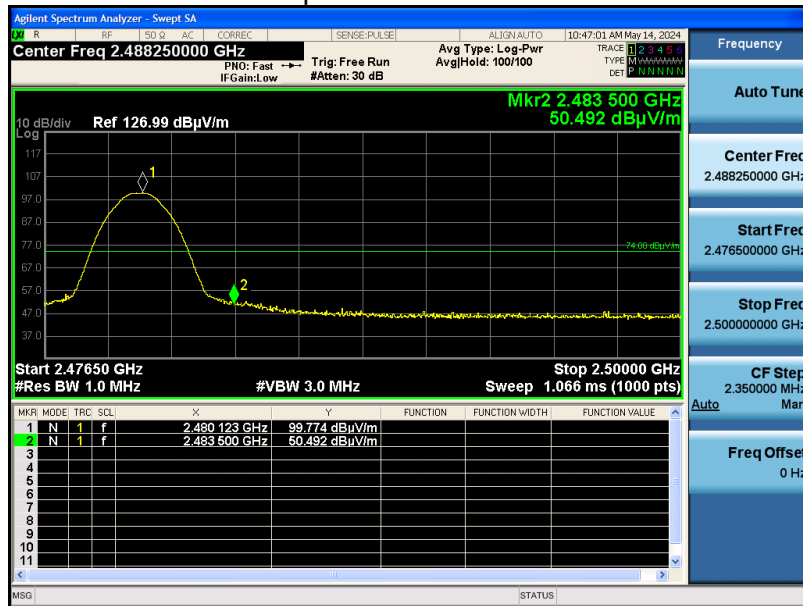 Agilent Spectrum Analyzer - Swept SA
LXI R RF 50 Ω AC CORREC SENSE:PULSE ALIGN AUTO 10:47:01 AM May 14, 2024
Center Freq 2.488250000 GHz
PNO: Fast
IFGain:Low
Trig: Free Run
#Atten: 30 dB
Avg Type: Log-Pwr
Avg|Hold: 100/100
TRACE 1 2 3 4 5 6
TYPE M
DET P N N N N N
Mkr2 2.483 500 GHz
50.492 dBµV/m
10 dB/div
Log
Ref 126.99 dBµV/m
117
107
97.0
87.0
77.0
67.0
57.0
47.0
37.0
1
2
74.00 dBµV/m
Start 2.47650 GHz
Stop 2.50000 GHz
#Res BW 1.0 MHz
#VBW 3.0 MHz
Sweep 1.066 ms (1000 pts)
MKR MODE TRC SCL X Y FUNCTION FUNCTION WIDTH FUNCTION VALUE
1 N 1 f 2.480 123 GHz 99.774 dBµV/m
2 N 1 f 2.483 500 GHz 50.492 dBµV/m
3
4
5
6
7
8
9
10
11
MSG
STATUS
Frequency
Auto Tune
Center Freq
2.488250000 GHz
Start Freq
2.476500000 GHz
Stop Freq
2.500000000 GHz
CF Step
2.350000 MHz
Auto Man
Freq Offset
0 Hz